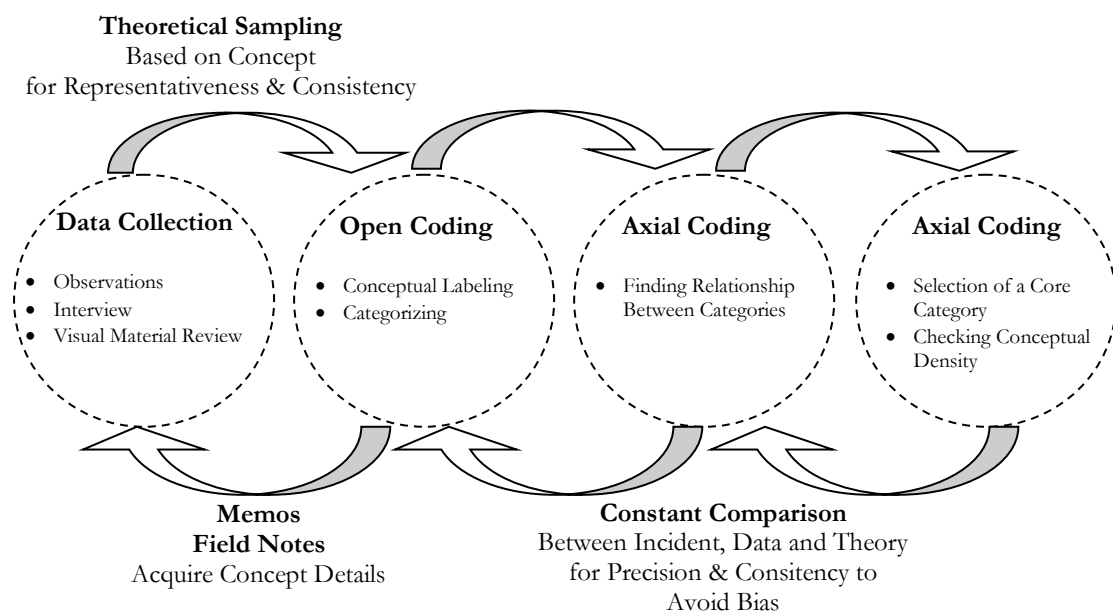 Theoretical Sampling
Based on Concept
for Representativeness & Consistency
Data Collection
• Observations
• Interview
• Visual Material Review
Open Coding
• Conceptual Labeling
• Categorizing
Axial Coding
• Finding Relationship
Between Categories
Axial Coding
• Selection of a Core
Category
• Checking Conceptual
Density
Memos
Field Notes
Acquire Concept Details
Constant Comparison
Between Incident, Data and Theory
for Precision & Consitency to
Avoid Bias